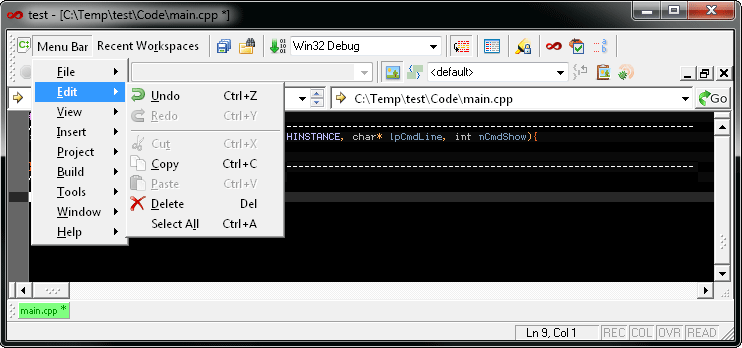 test - [C:\Temp\test\Code\main.cpp *]
Menu Bar Recent Workspaces Win32 Debug
File
<default>
Edit
Undo Ctrl+Z
C:\Temp\test\Code\main.cpp
Go
View
Redo Ctrl+Y
Insert
HINSTANCE, char* lpCmdLine, int nCmdShow){
Cut Ctrl+X
Project
Copy Ctrl+C
Build
Paste Ctrl+V
Tools
Delete Del
Window
Select All Ctrl+A
Help
main.cpp *
Ln 9, Col 1 REC COL OVR READ